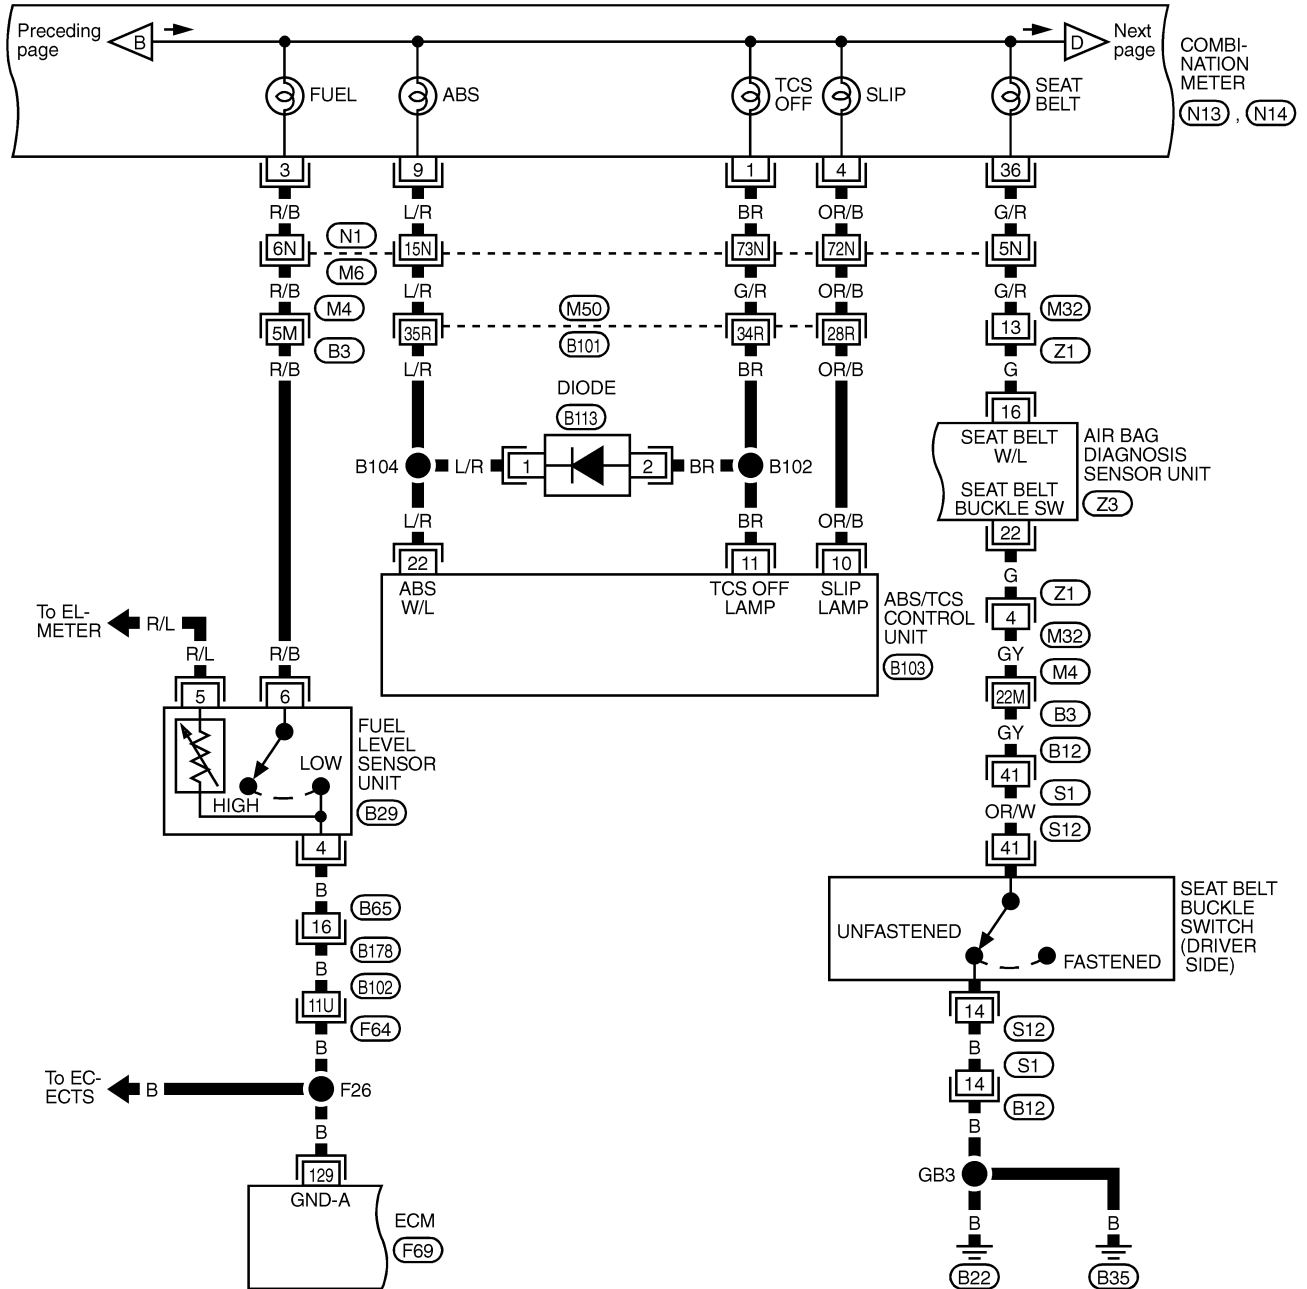 Preceding
page
B
D
Next
page
COMBI-
NATION
METER
N13 , N14
FUEL
ABS
TCS
OFF
SLIP
SEAT
BELT
3
9
1
4
36
R/B
L/R
BR
OR/B
G/R
6N
N1
M6
15N
73N
72N
5N
R/B
L/R
G/R
OR/B
G/R
M4
M50
M32
5M
35R
34R
28R
13
B3
B101
Z1
R/B
L/R
BR
OR/B
G
DIODE
B113
16
SEAT BELT
W/L
SEAT BELT
BUCKLE SW
AIR BAG
DIAGNOSIS
SENSOR UNIT
Z3
B104
L/R
1
2
BR
B102
L/R
BR
OR/B
22
22
11
10
G
ABS
W/L
TCS OFF
LAMP
SLIP
LAMP
ABS/TCS
CONTROL
UNIT
B103
Z1
4
M32
GY
M4
22M
B3
GY
B12
41
S1
OR/W
S12
41
To EL-
METER
R/L
R/L
R/B
5
6
FUEL
LEVEL
SENSOR
UNIT
B29
LOW
HIGH
4
B
B65
16
B178
B
B102
11U
F64
B
To EC-
ECTS
B
F26
B
129
GND-A
ECM
F69
SEAT BELT
BUCKLE
SWITCH
(DRIVER
SIDE)
UNFASTENED
FASTENED
14
S12
B
S1
14
B12
B
GB3
B
B
B22
B35